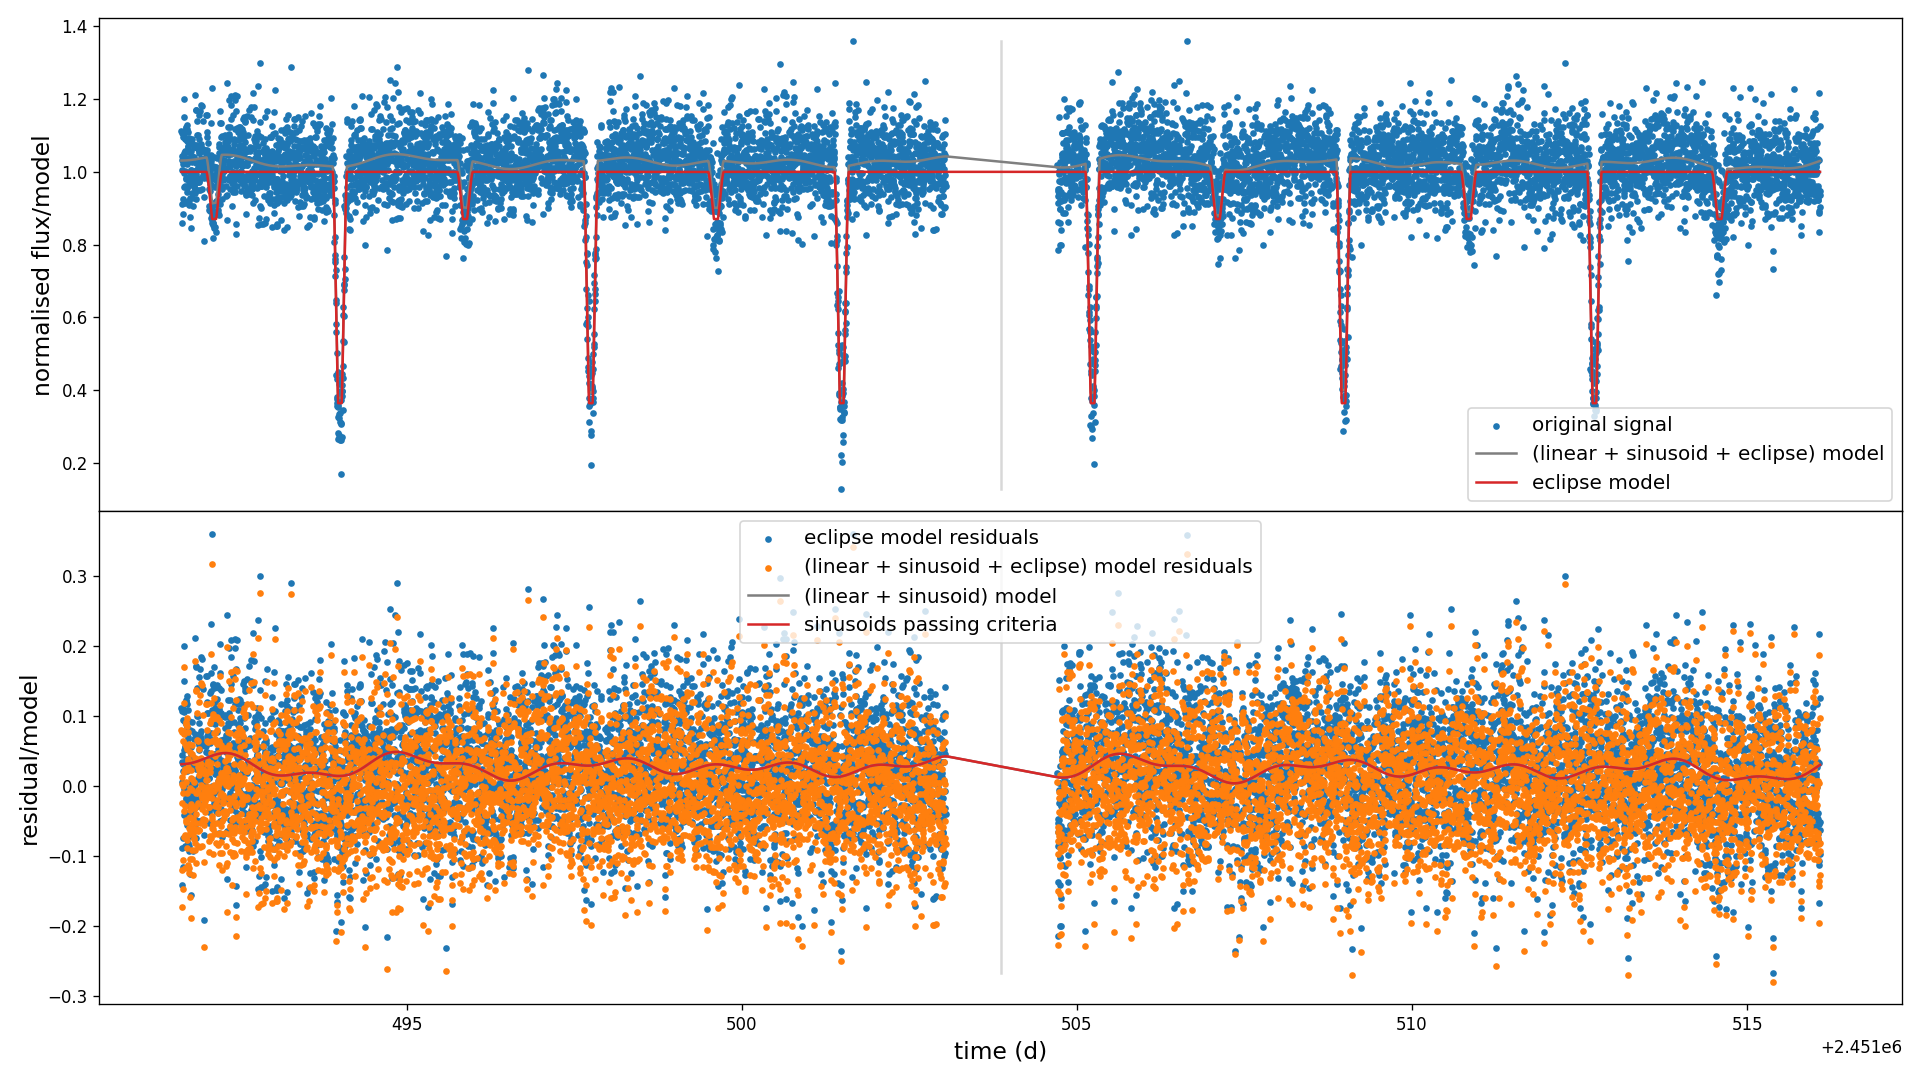 normalised flux/model
1.4
1.2
1.0
0.8
0.6
0.4
0.2
original signal
(linear + sinusoid + eclipse) model
eclipse model
residual/model
0.3
0.2
0.1
0.0
−0.1
−0.2
−0.3
eclipse model residuals
(linear + sinusoid + eclipse) model residuals
(linear + sinusoid) model
sinusoids passing criteria
495
500
505
510
515
time (d)
+2.451e6